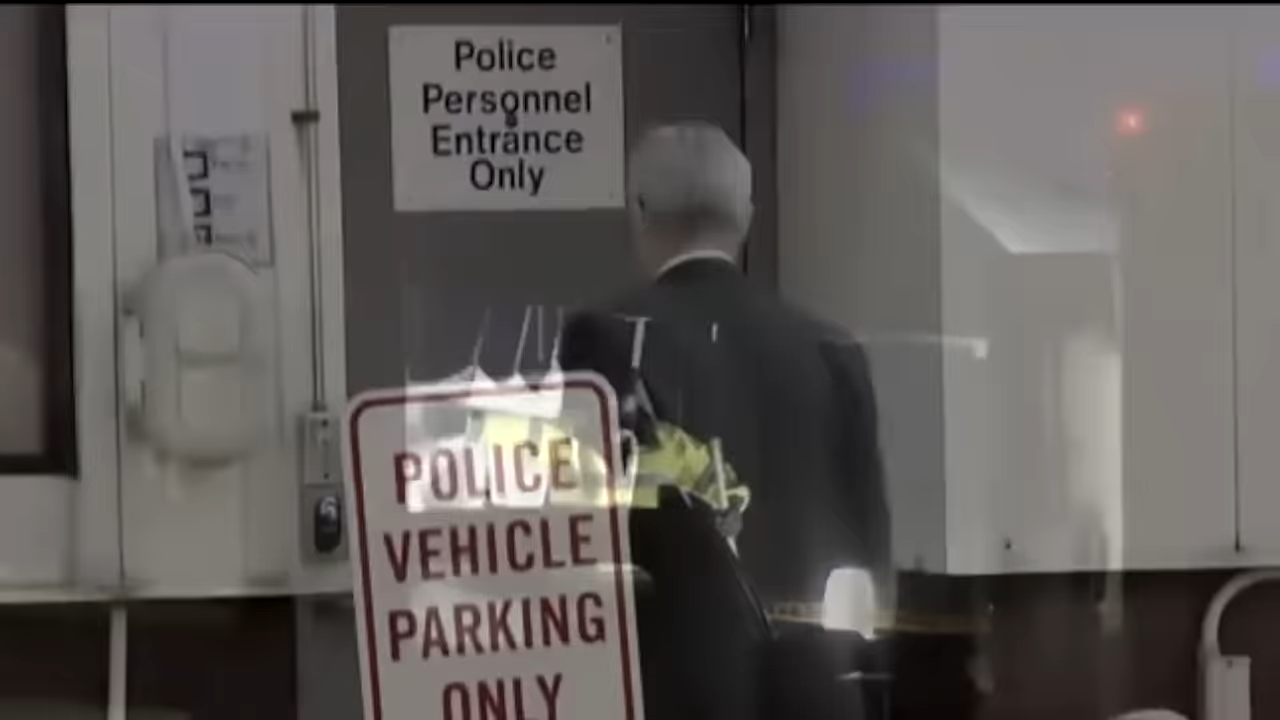 Police
Personnel
Entrance
Only
POLICE
VEHICLE
PARKING
ONLY